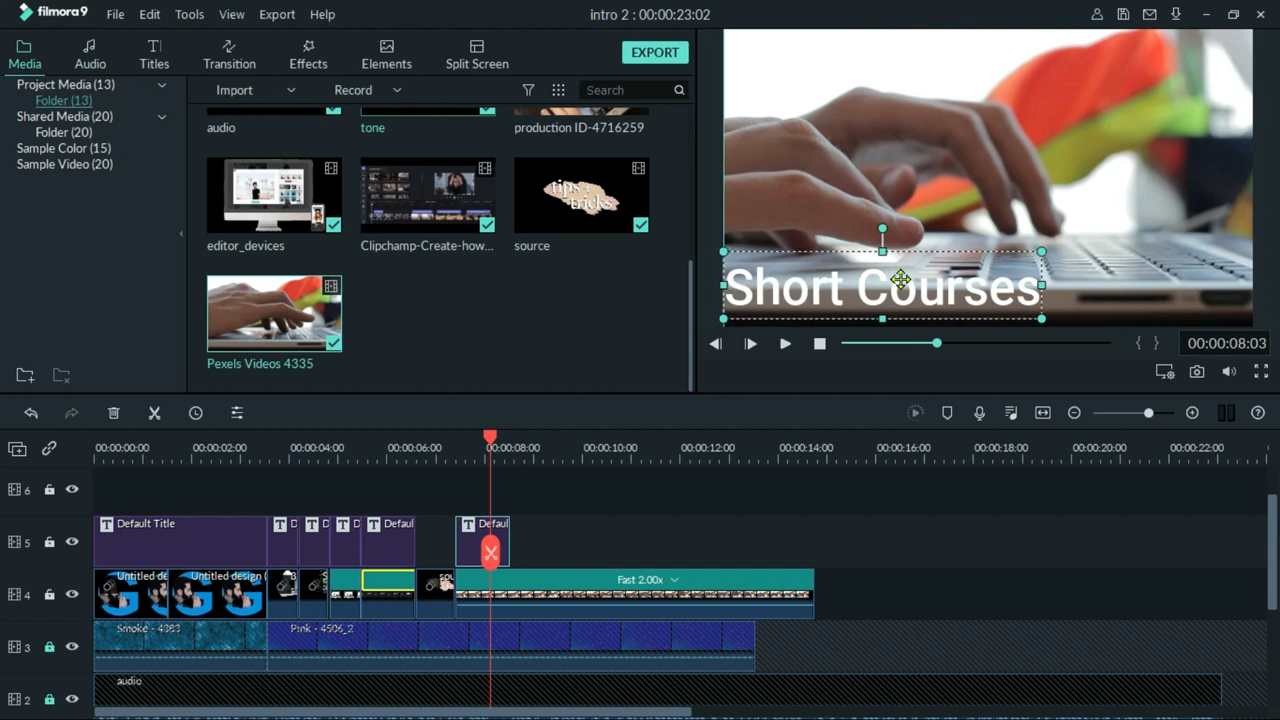 filmora9
File Edit Tools View Export Help
intro 2 : 00:00:23:02
Media Audio Titles Transition Effects Elements Split Screen
EXPORT
Project Media (13)
Folder (13)
Shared Media (20)
Folder (20)
Sample Color (15)
Sample Video (20)
Import Record Search
audio tone production ID-4716259
tips & tricks
editor_devices Clipchamp-Create-how... source
Pexels Videos 4335
Short Courses
00:00:08:03
00:00:00:00 00:00:02:00 00:00:04:00 00:00:06:00 00:00:08:00 00:00:10:00 00:00:12:00 00:00:14:00 00:00:16:00 00:00:18:00 00:00:20:00 00:00:22:00
6
5
T Default Title T D T D T D T Defaul T Defaul
4
Untitled de Untitled design ( sou Fast 2.00x
3
Smoke - 4383 Pink - 4506_2
2
audio